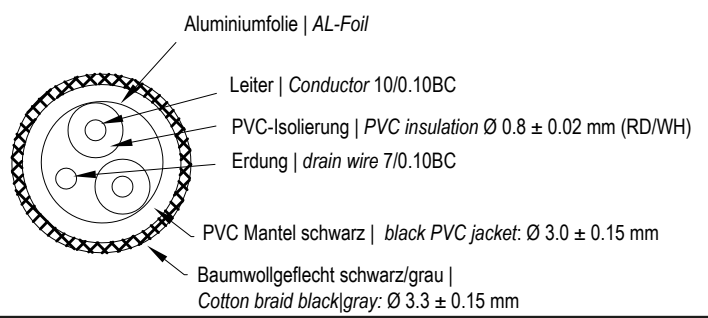 Aluminiumfolie | AL-Foil
Leiter | Conductor 10/0.10BC
PVC-Isolierung | PVC insulation Ø 0.8 ± 0.02 mm (RD/WH)
Erdung | drain wire 7/0.10BC
PVC Mantel schwarz | black PVC jacket: Ø 3.0 ± 0.15 mm
Baumwollgeflecht schwarz/grau |
Cotton braid black|gray: Ø 3.3 ± 0.15 mm